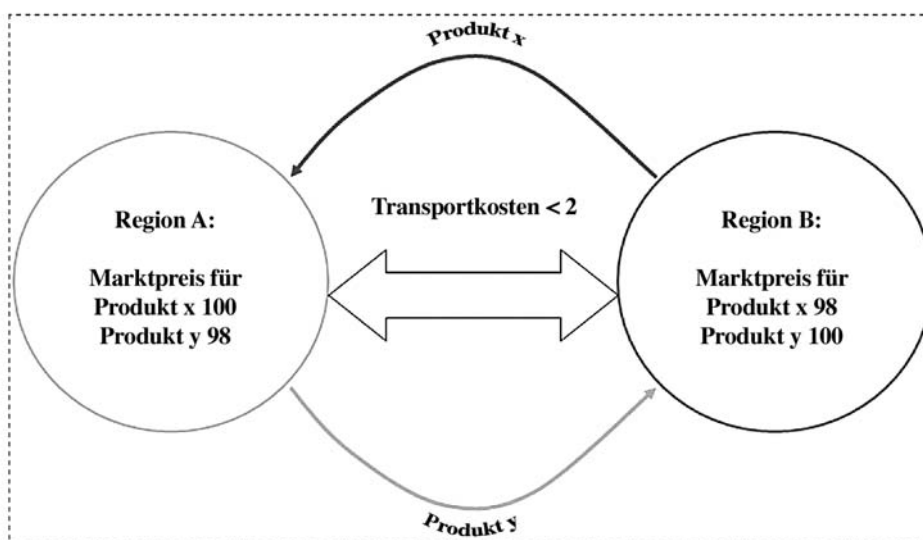 Produkt x
Transportkosten < 2
Region A:
Marktpreis für
Produkt x 100
Produkt y 98
Region B:
Marktpreis für
Produkt x 98
Produkt y 100
Produkt y